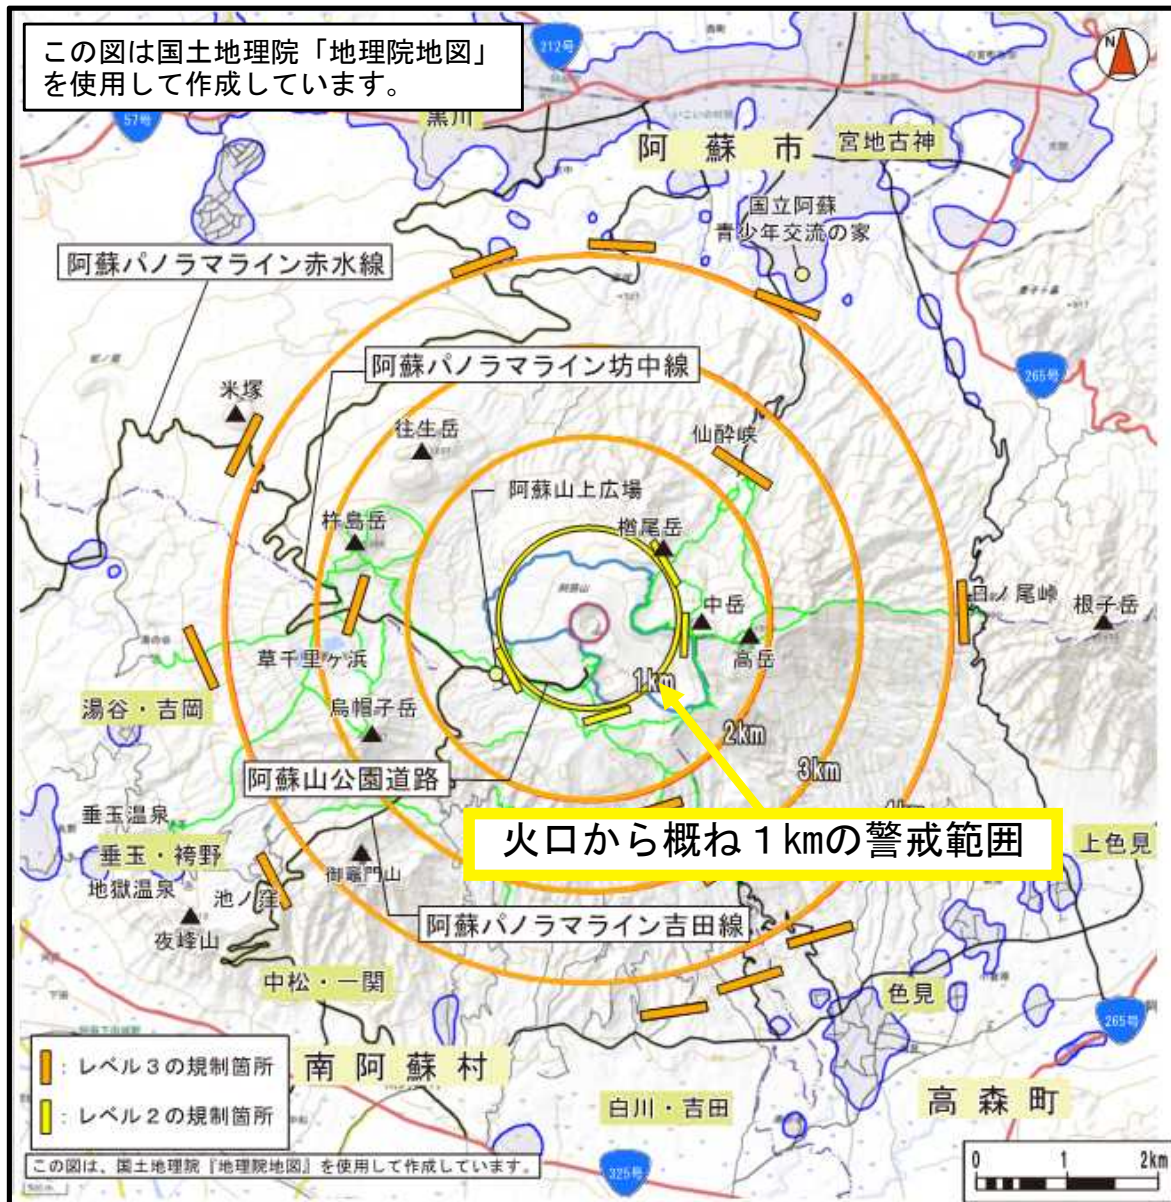 この図は国土地理院「地理院地図」
を使用して作成しています。
212号
N
57号
黒川
阿蘇市
宮地古神
国立阿蘇
青少年交流の家
阿蘇パノラマライン赤水線
阿蘇パノラマライン坊中線
265号
米塚
往生岳
仙酔峡
阿蘇山上広場
杵島岳
楢尾岳
阿蘇山
中岳
日ノ尾峠
根子岳
草千里ヶ浜
高岳
1km
湯谷・吉岡
烏帽子岳
2km
阿蘇山公園道路
3km
垂玉温泉
火口から概ね１㎞の警戒範囲
垂玉・袴野
上色見
地獄温泉
池ノ窪
御竈門山
夜峰山
阿蘇パノラマライン吉田線
中松・一関
色見
265号
：レベル３の規制箇所
南阿蘇村
：レベル２の規制箇所
白川・吉田
高森町
この図は、国土地理院『地理院地図』を使用して作成しています。
325号
0 1 2km